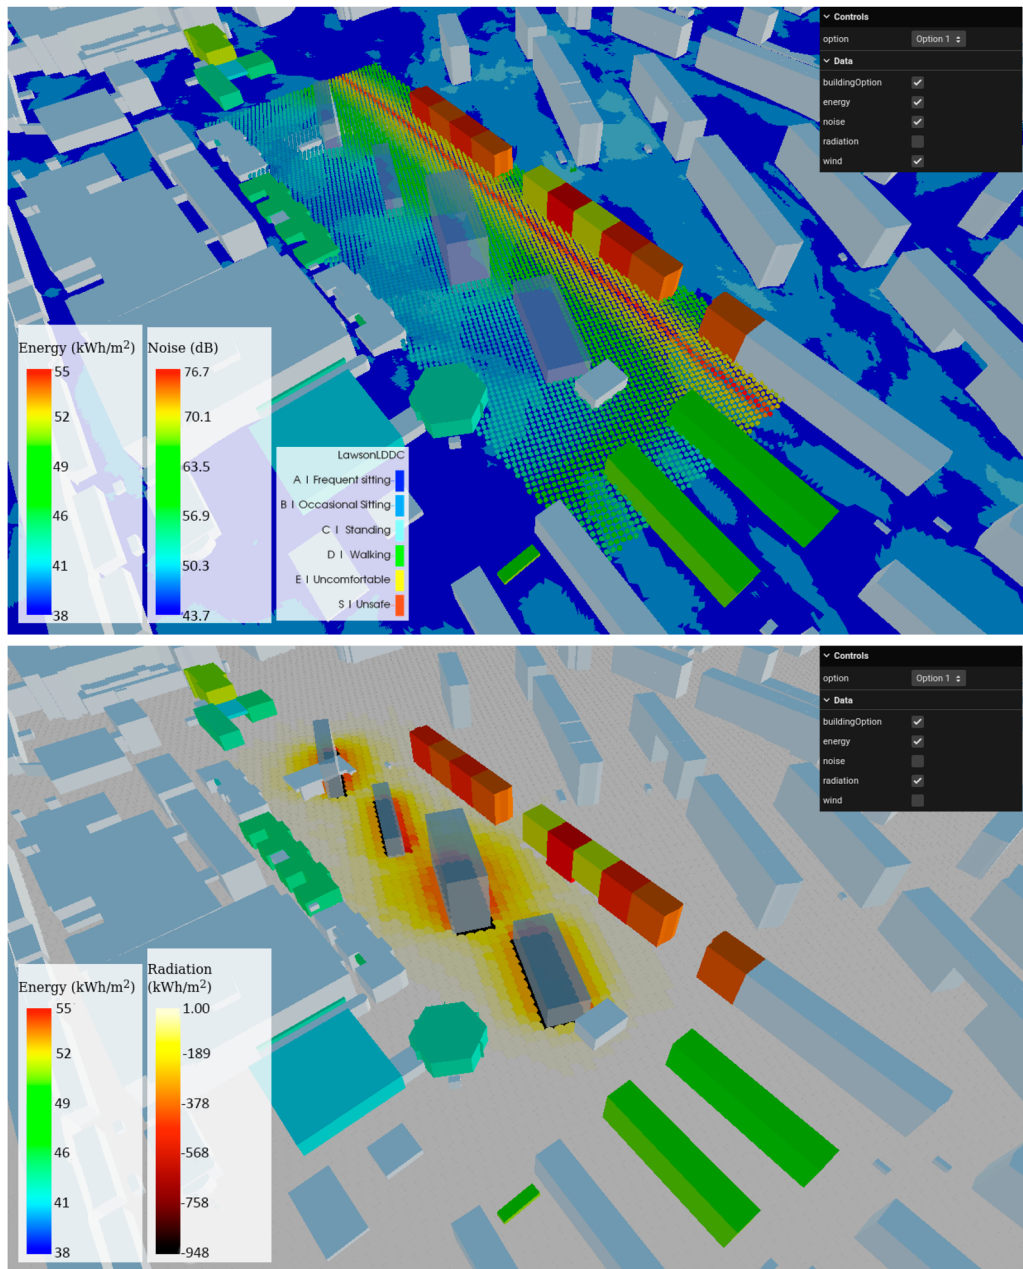 Controls
option Option 1
Data
buildingOption
energy
noise
radiation
wind
Energy (kWh/m²)
55
52
49
46
41
38
Noise (dB)
76.7
70.1
63.5
56.9
50.3
43.7
LawsonLDDC
A | Frequent sitting
B | Occasional Sitting
C | Standing
D | Walking
E | Uncomfortable
S | Unsafe
Controls
option Option 1
Data
buildingOption
energy
noise
radiation
wind
Energy (kWh/m²)
55
52
49
46
41
38
Radiation
(kWh/m²)
1.00
-189
-378
-568
-758
-948